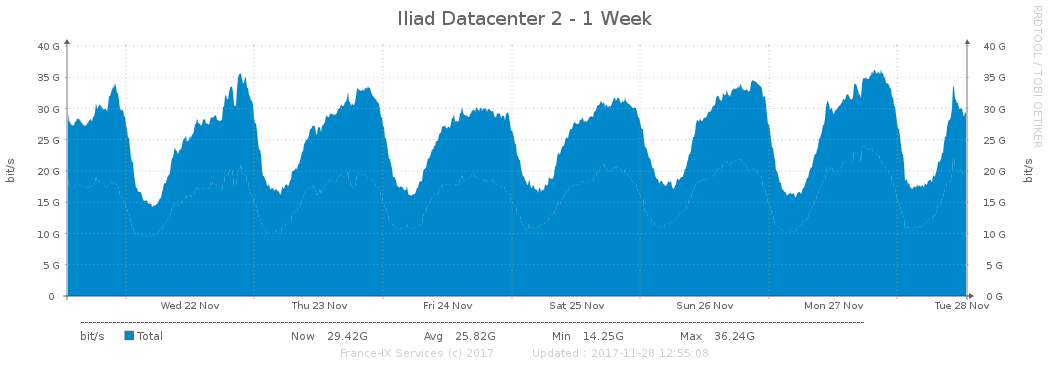 Iliad Datacenter 2 - 1 Week
RRDTOOL / TOBI OETIKER
40 G 40 G
35 G 35 G
30 G 30 G
25 G 25 G
20 G 20 G
15 G 15 G
10 G 10 G
5 G 5 G
0 0 G
bit/s bit/s
Wed 22 Nov Thu 23 Nov Fri 24 Nov Sat 25 Nov Sun 26 Nov Mon 27 Nov Tue 28 Nov
bit/s Total Now 29.42G Avg 25.82G Min 14.25G Max 36.24G
France-IX Services (c) 2017 Updated : 2017-11-28 12:55:08